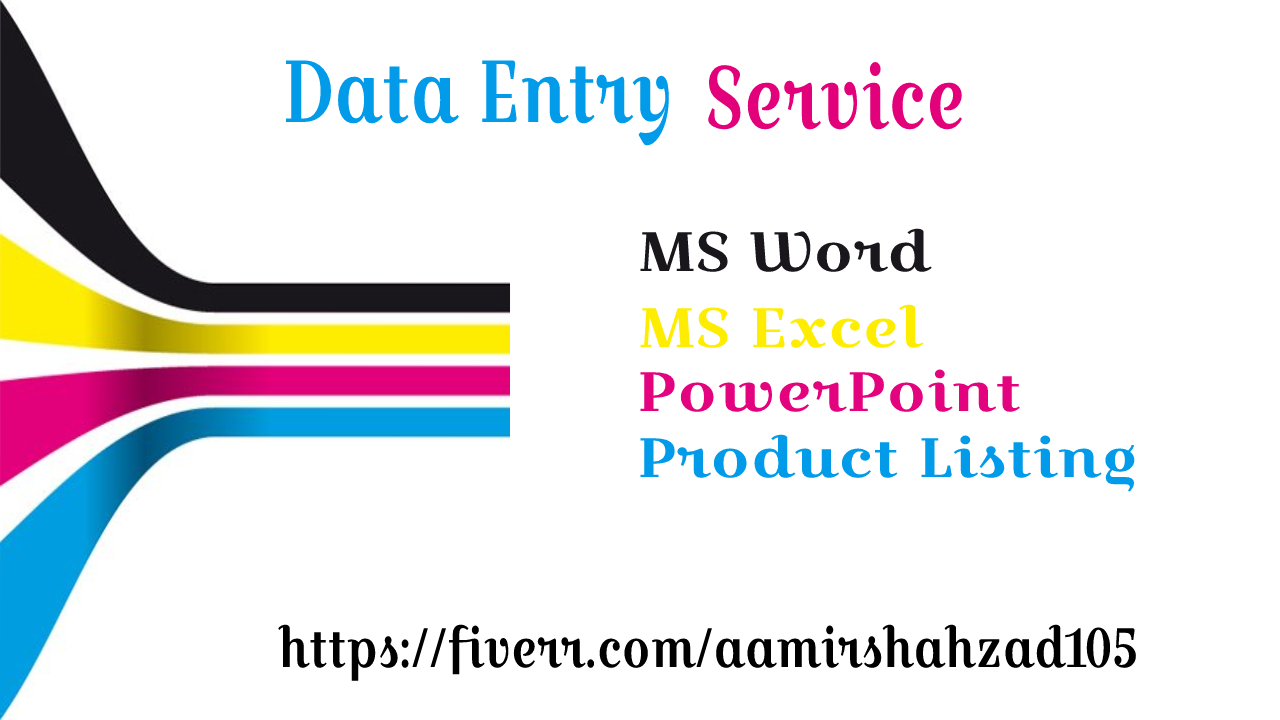 Data Entry Service
MS Word
MS Excel
PowerPoint
Product Listing
https://fiverr.com/aamirshahzad105